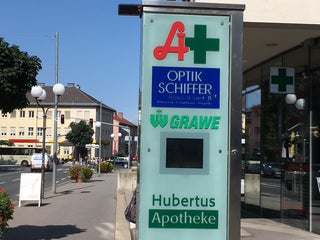 OPTIK
SCHIFFER
GRAWE
Hubertus
Apotheke